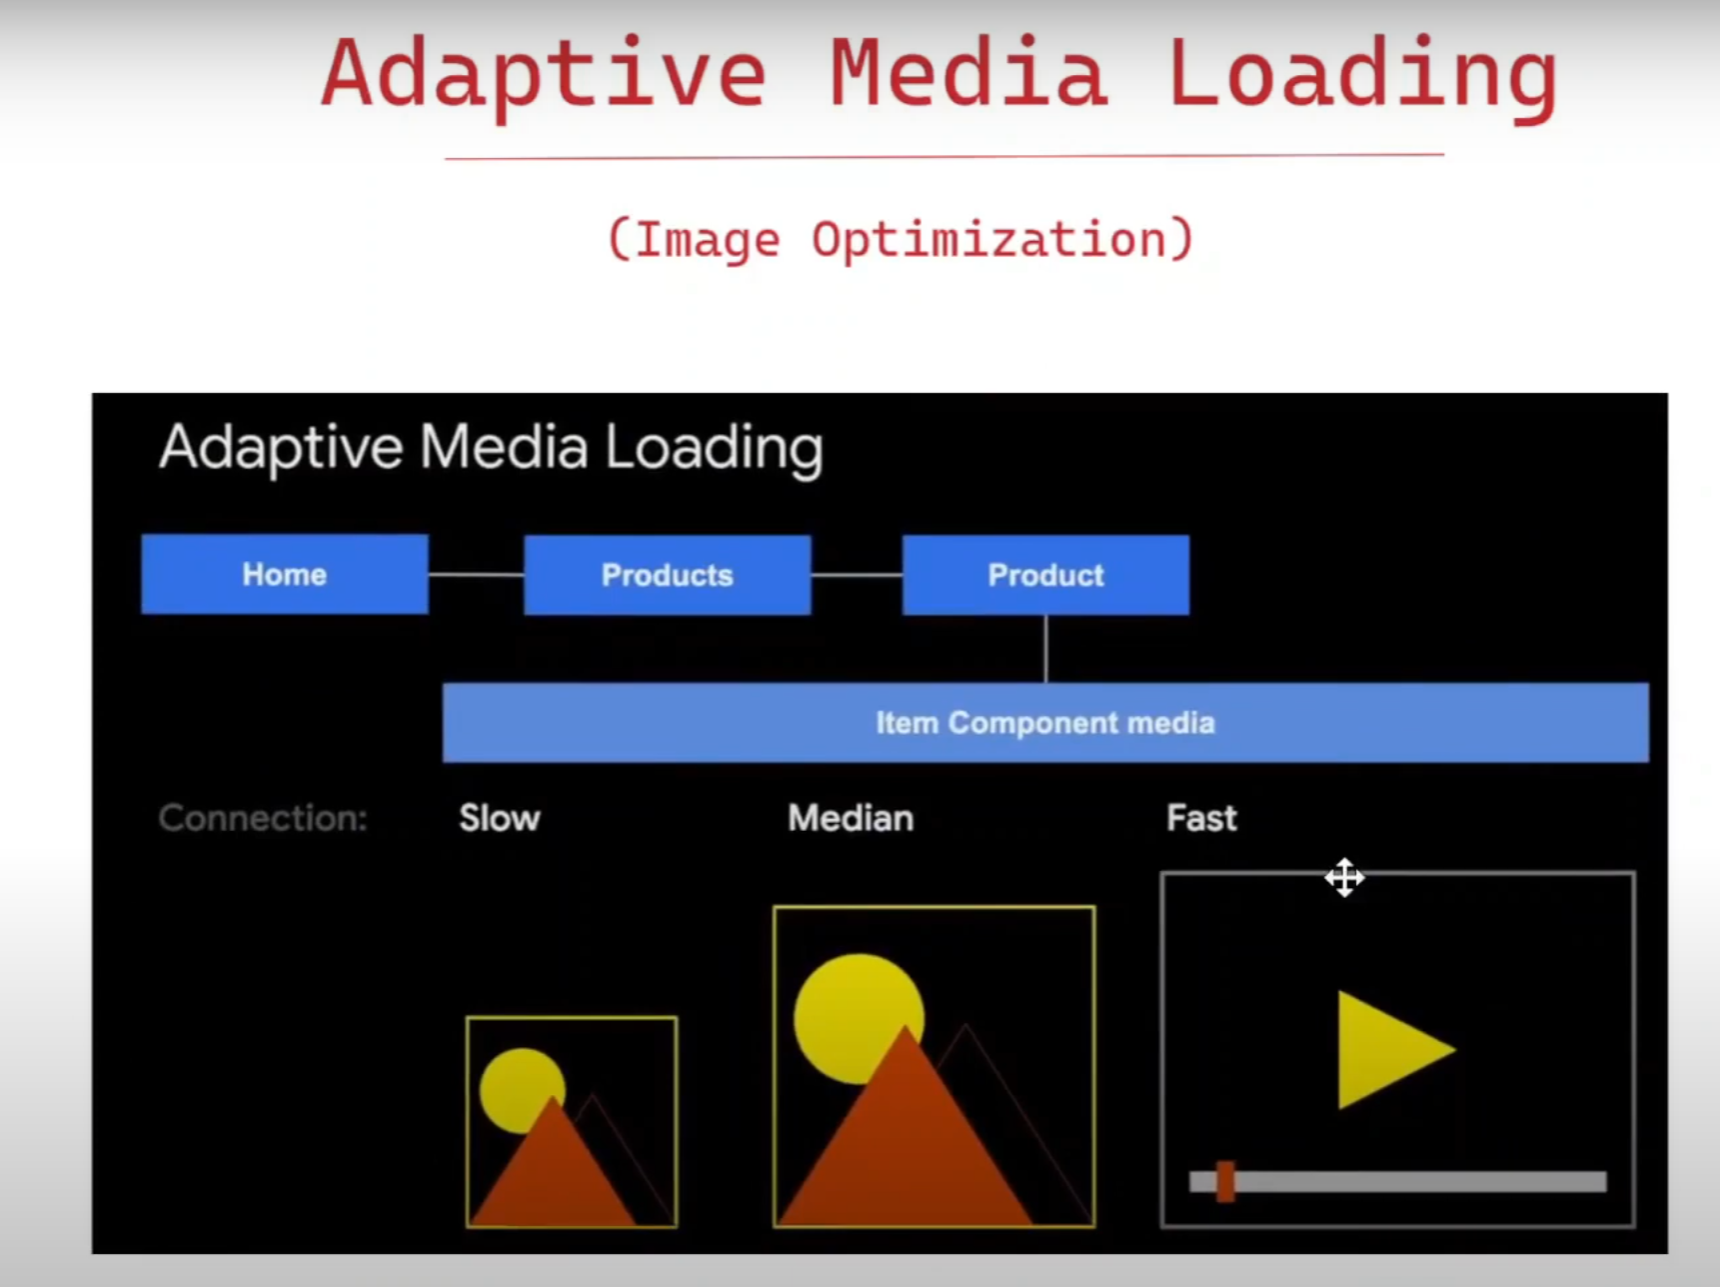 Adaptive Media Loading
(Image Optimization)
Adaptive Media Loading
Home
Products
Product
Item Component media
Connection:
Slow
Median
Fast